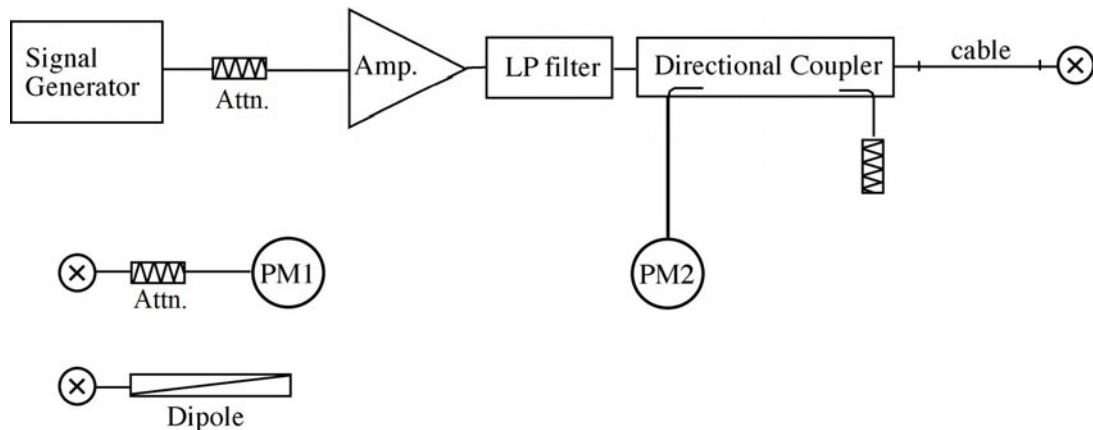 Signal
Generator
Attn.
Amp.
LP filter
Directional Coupler
cable
PM1
Attn.
PM2
Dipole